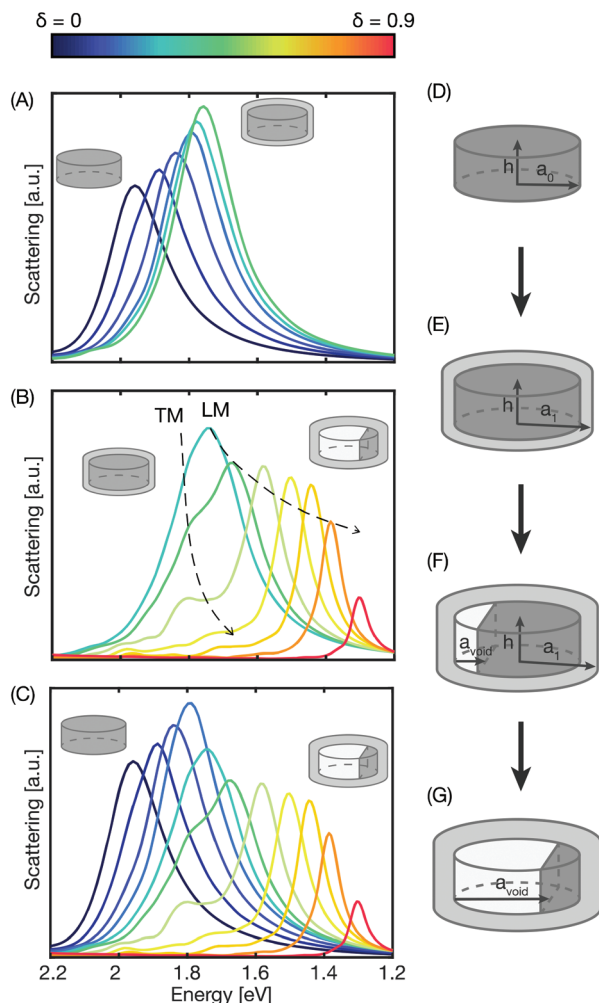 δ = 0
δ = 0.9
(A)
Scattering [a.u.]
(B)
TM
LM
Scattering [a.u.]
(C)
Scattering [a.u.]
2.2
2
1.8
1.6
1.4
1.2
Energy [eV]
(D)
h
a0
(E)
h
a1
(F)
avoid
h
a1
(G)
avoid